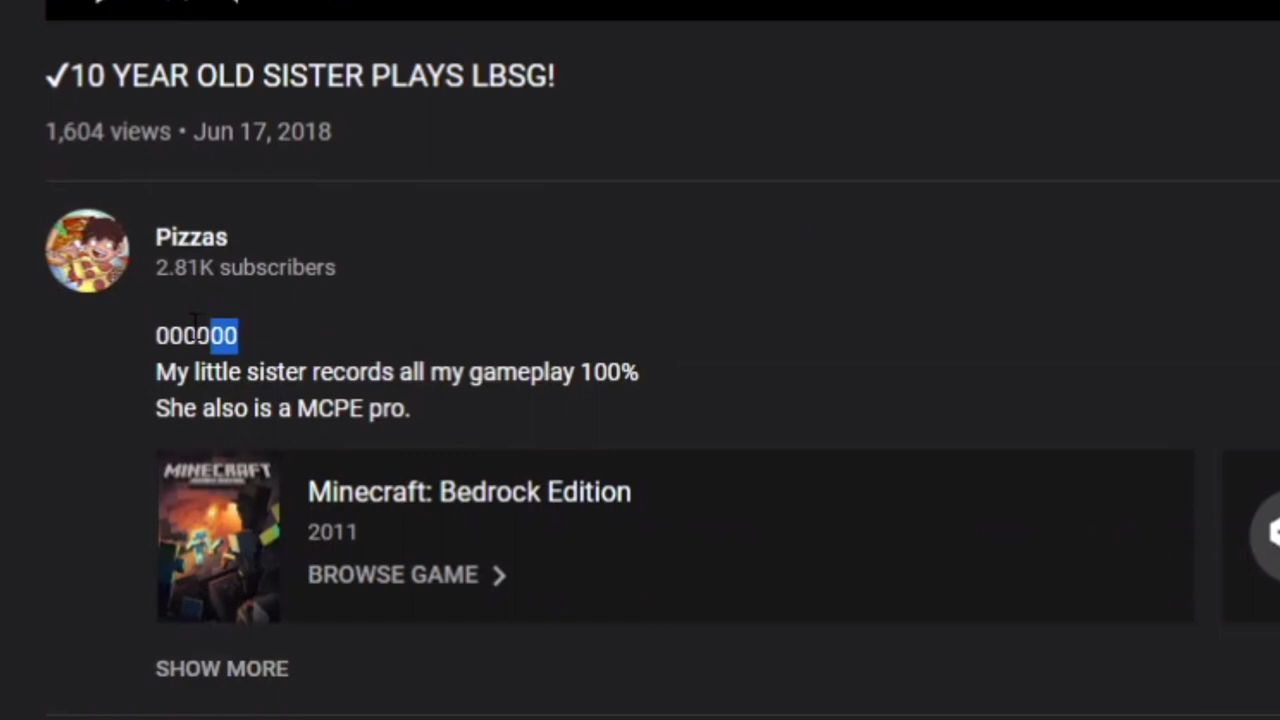 ✓10 YEAR OLD SISTER PLAYS LBSG!
1,604 views • Jun 17, 2018
Pizzas
2.81K subscribers
000000
My little sister records all my gameplay 100%
She also is a MCPE pro.
MINECRAFT
Minecraft: Bedrock Edition
2011
BROWSE GAME
SHOW MORE